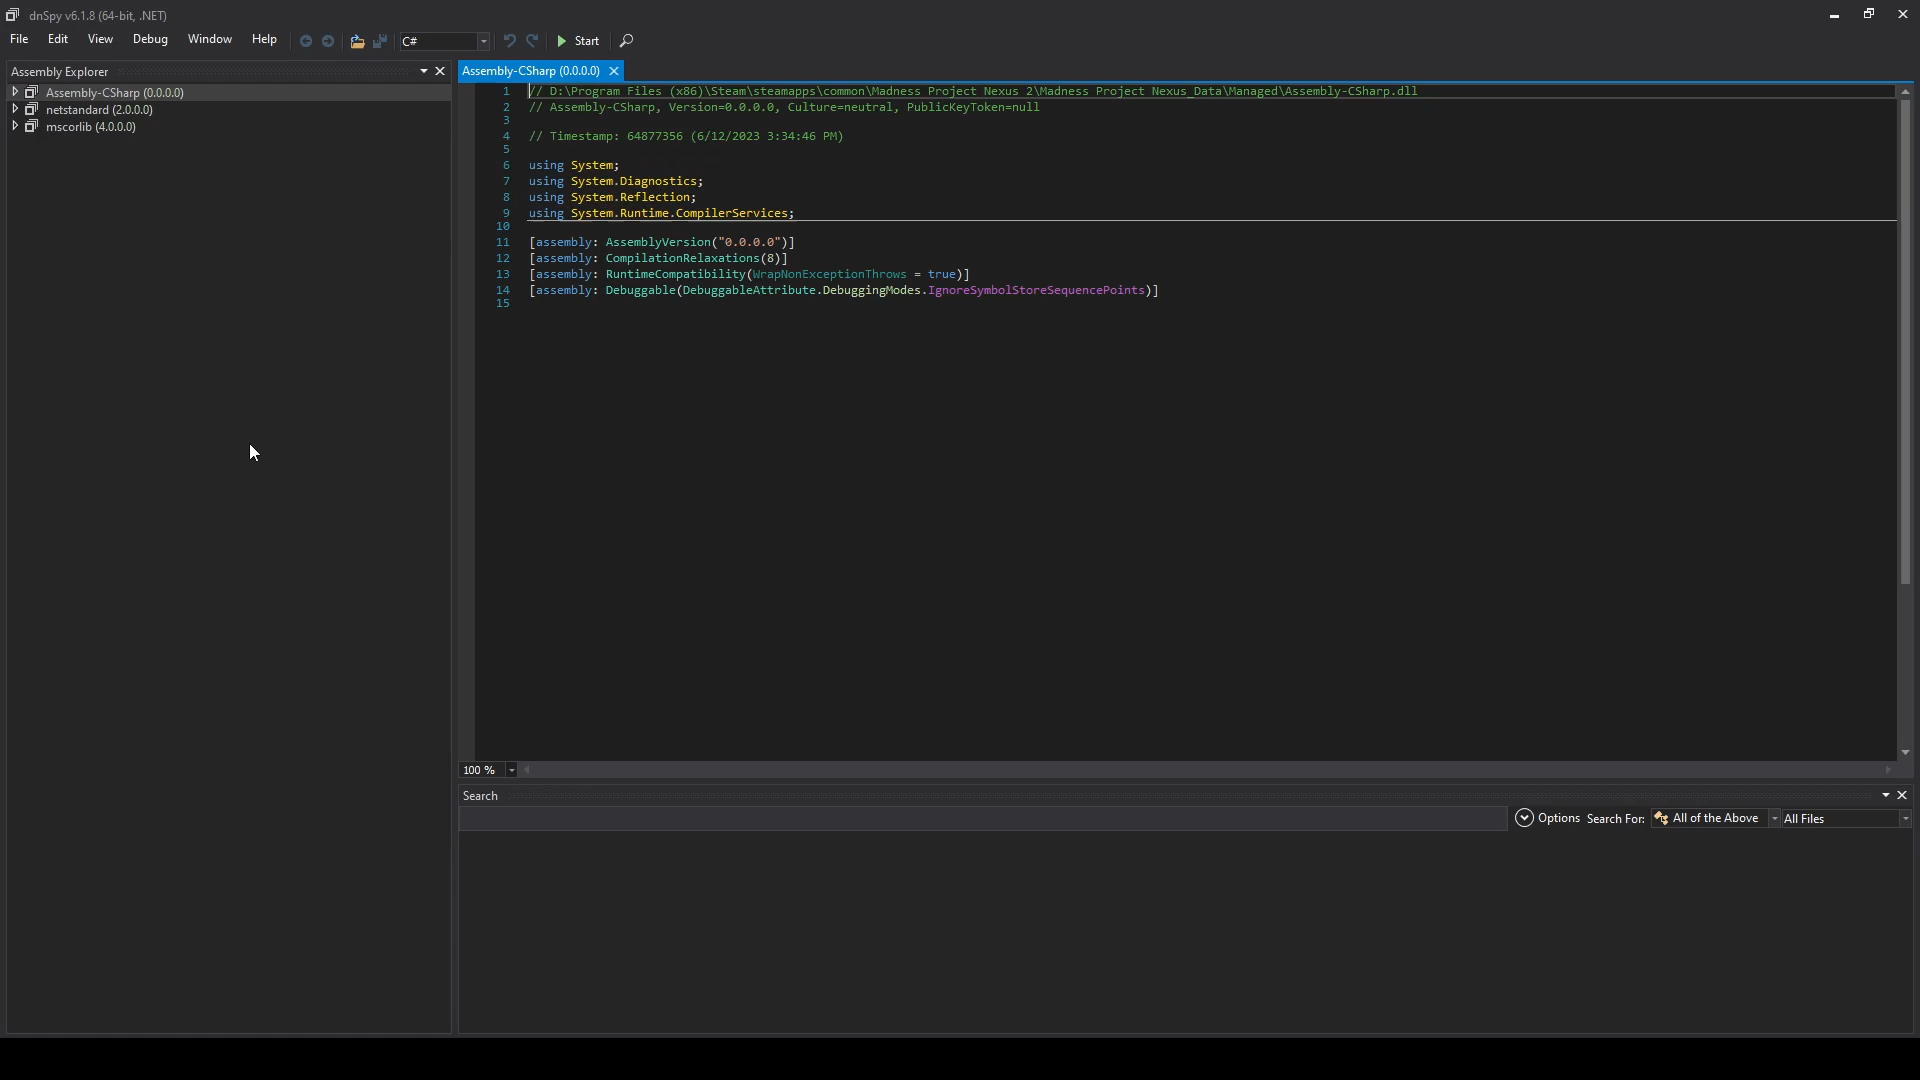 dnSpy v6.1.8 (64-bit, .NET)
File Edit View Debug Window Help C# Start
Assembly Explorer
Assembly-CSharp (0.0.0.0)
netstandard (2.0.0.0)
mscorlib (4.0.0.0)
Assembly-CSharp (0.0.0.0)
1 // D:\Program Files (x86)\Steam\steamapps\common\Madness Project Nexus 2\Madness Project Nexus_Data\Managed\Assembly-CSharp.dll
2 // Assembly-CSharp, Version=0.0.0.0, Culture=neutral, PublicKeyToken=null
3
4 // Timestamp: 64877356 (6/12/2023 3:34:46 PM)
5
6 using System;
7 using System.Diagnostics;
8 using System.Reflection;
9 using System.Runtime.CompilerServices;
10
11 [assembly: AssemblyVersion("0.0.0.0")]
12 [assembly: CompilationRelaxations(8)]
13 [assembly: RuntimeCompatibility(WrapNonExceptionThrows = true)]
14 [assembly: Debuggable(DebuggableAttribute.DebuggingModes.IgnoreSymbolStoreSequencePoints)]
15
100 %
Search
Options Search For: All of the Above All Files